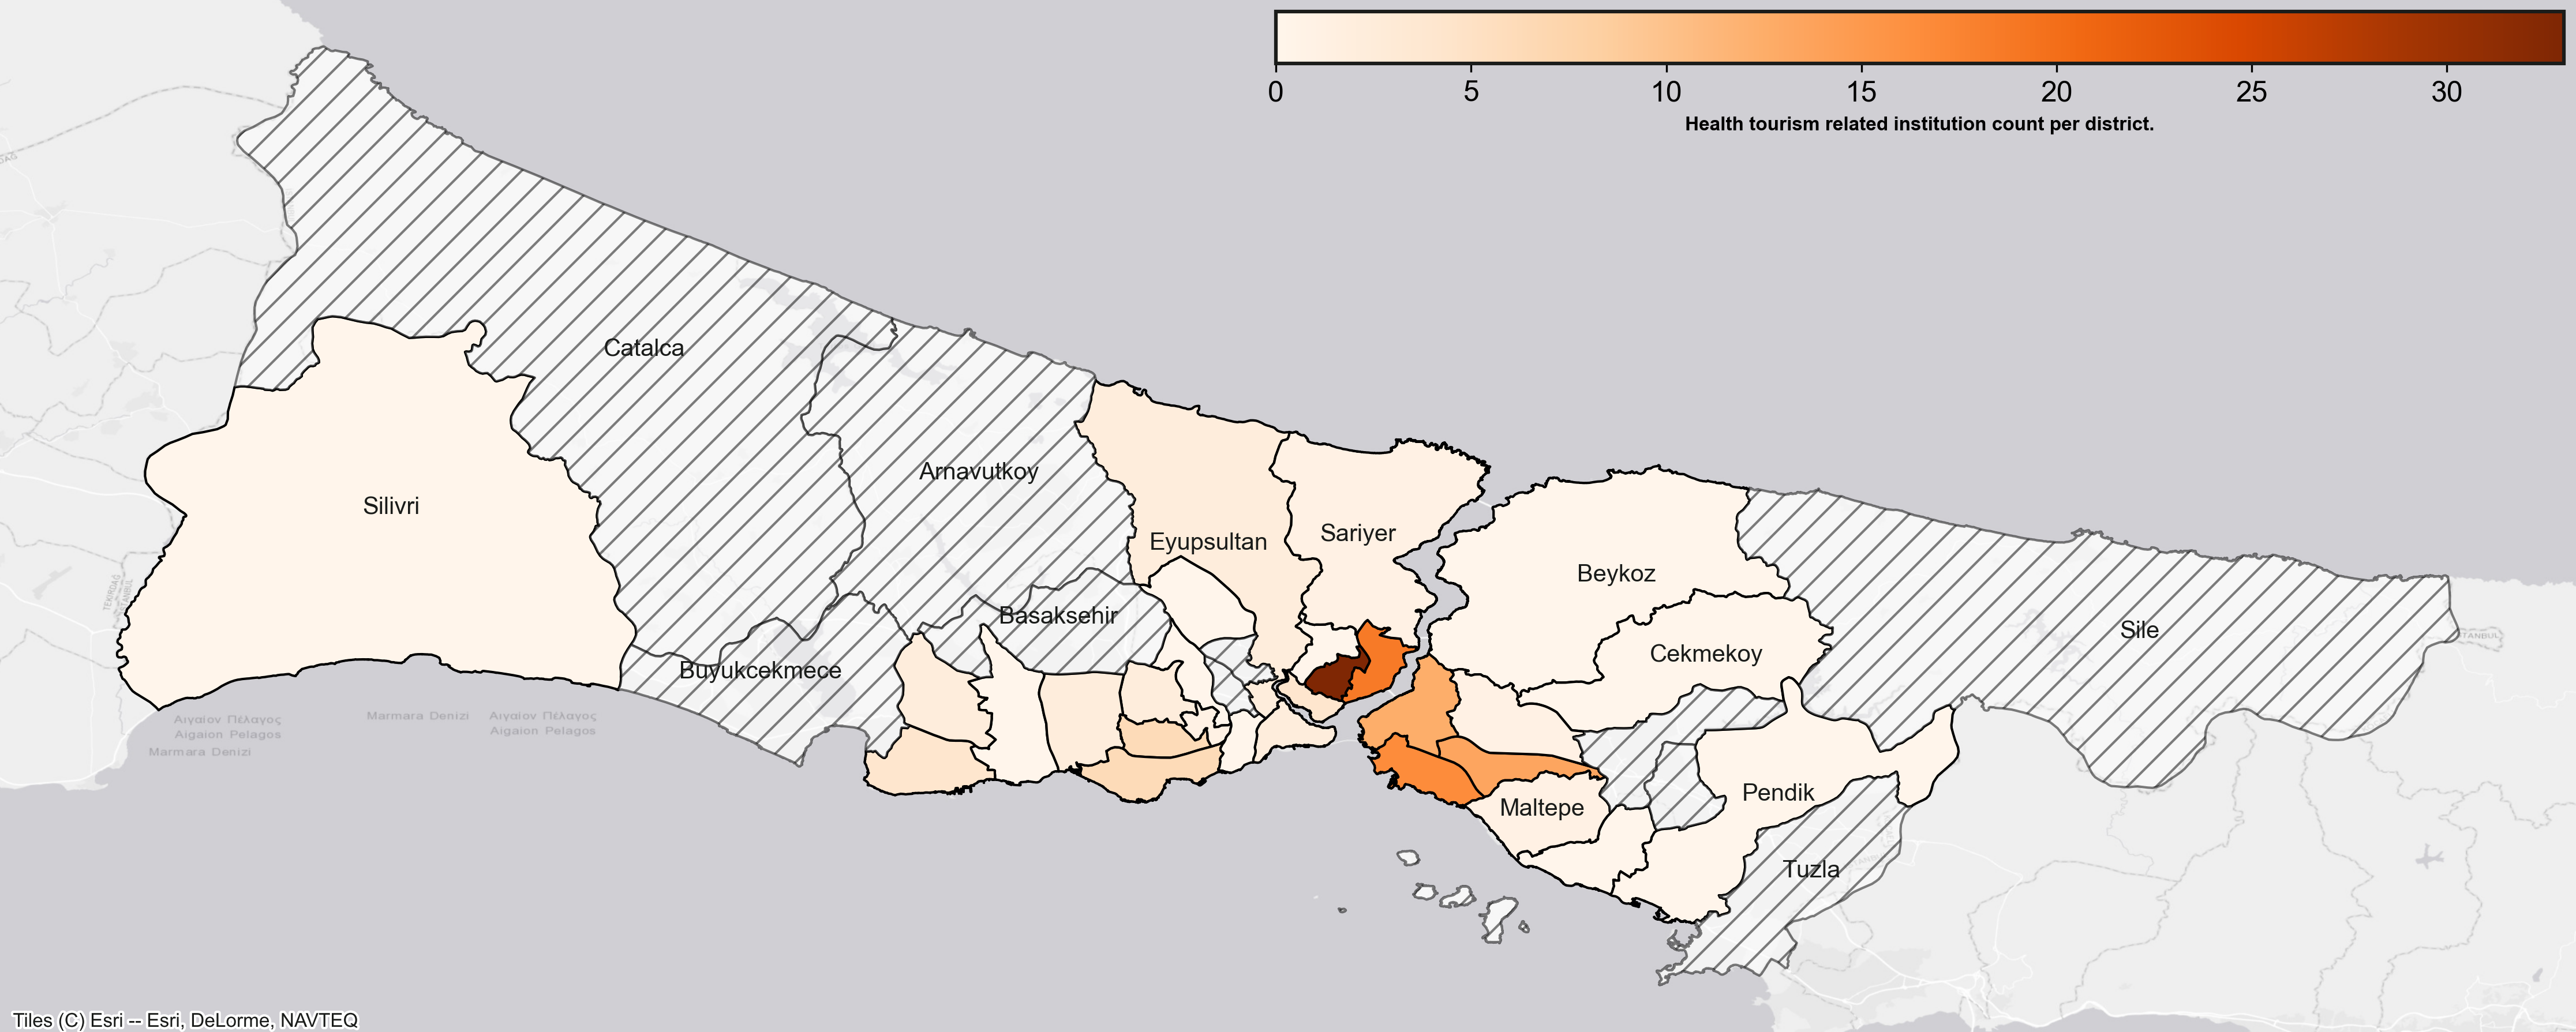 0 5 10 15 20 25 30
Health tourism related institution count per district.
Catalca
Arnavutkoy
Silivri
Eyupsultan
Sariyer
Beykoz
Basaksehir
Sile
Cekmekoy
Buyukcekmece
Pendik
Maltepe
Tuzla
TEKIRDAG
ISTANBUL
Αιγαίον Πέλαγος
Aigaion Pelagos
Marmara Denizi
Marmara Denizi
Αιγαίον Πέλαγος
Aigaion Pelagos
Tiles (C) Esri -- Esri, DeLorme, NAVTEQ